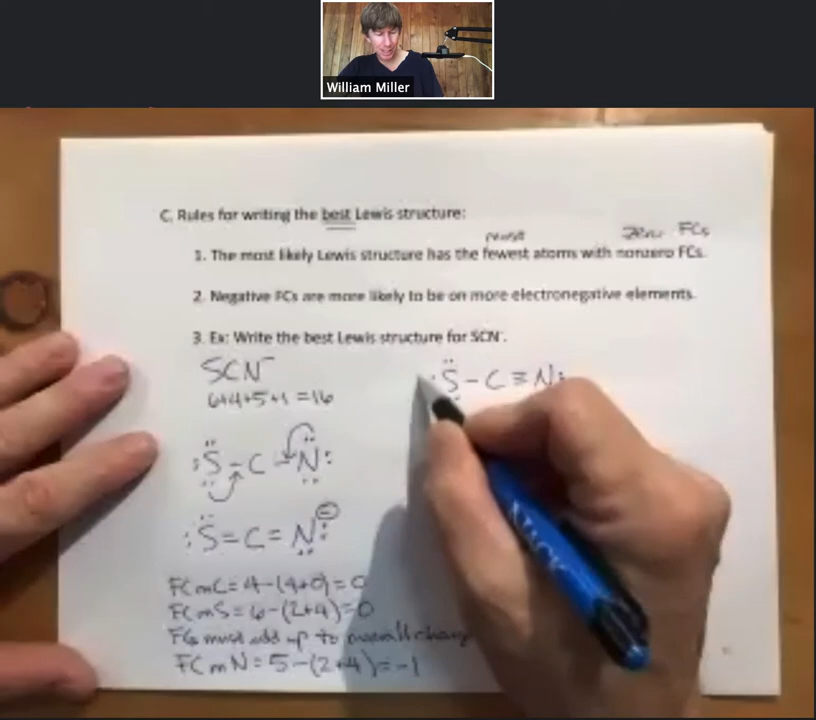 William Miller
C. Rules for writing the best Lewis structure:
most zero FCs
1. The most likely Lewis structure has the fewest atoms with nonzero FCs.
2. Negative FCs are more likely to be on more electronegative elements.
3. Ex: Write the best Lewis structure for SCN⁻.
SCN⁻
6+4+5+1=16
:S-C≡N:
:S-C-N:
:S=C=N:⊖
FC on C=4-(4+0)=0
FC on S=6-(2+4)=0
FCs must add up to overall charg
FC on N=5-(2+4)=-1